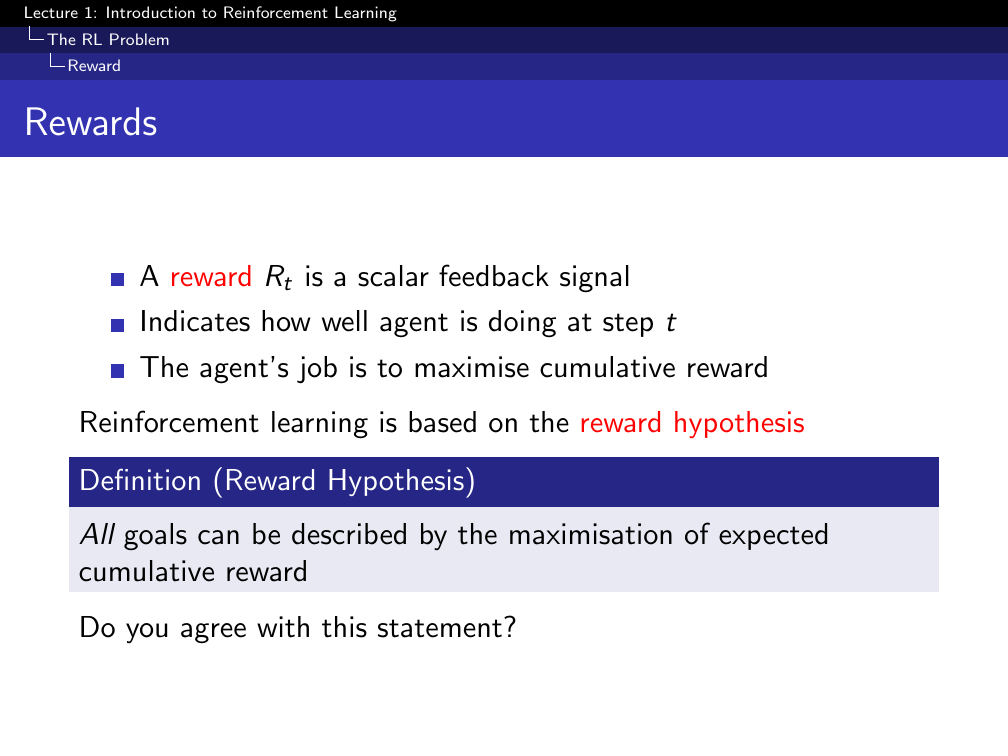 Lecture 1: Introduction to Reinforcement Learning
The RL Problem
Reward
Rewards
A reward Rt is a scalar feedback signal
Indicates how well agent is doing at step t
The agent's job is to maximise cumulative reward
Reinforcement learning is based on the reward hypothesis
Definition (Reward Hypothesis)
All goals can be described by the maximisation of expected
cumulative reward
Do you agree with this statement?